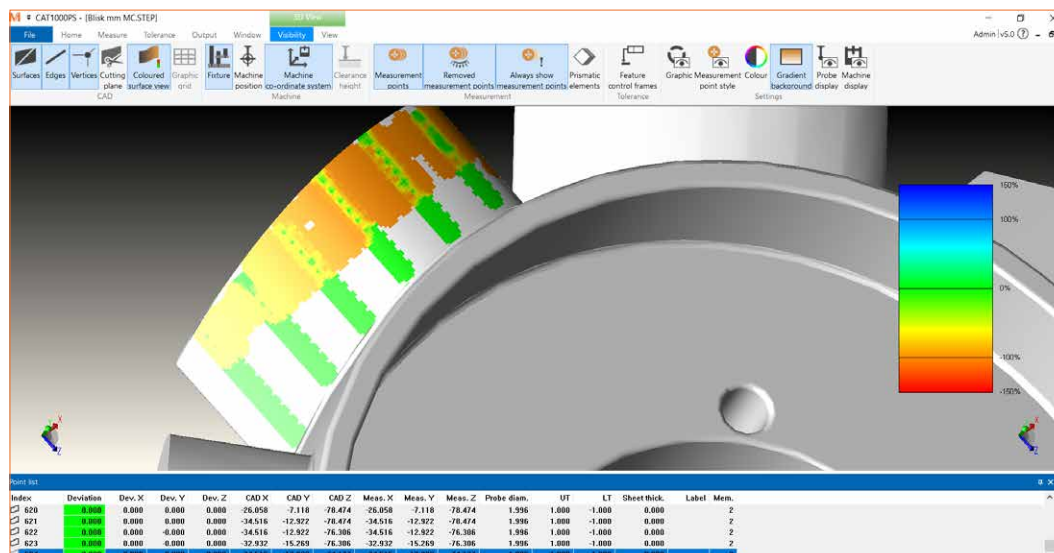 CAT1000PS - [Blisk mm MC.STEP]
3D View
File Home Measure Tolerance Output Window Visibility View
Admin | v5.0
Surfaces Edges Vertices Cutting plane Coloured surface view Graphic grid Fixture Machine position Machine co-ordinate system Clearance height Measurement points Removed measurement points Always show measurement points Prismatic elements Feature control frames Graphic Measurement point style Colour Gradient background Probe display Machine display
CAD Machine Measurement Tolerance Settings
150%
100%
0%
-100%
-150%
X
Z
X
Z
Point list
Index Deviation Dev. X Dev. Y Dev. Z CAD X CAD Y CAD Z Meas. X Meas. Y Meas. Z Probe diam. UT LT Sheet thick. Label Mem.
620 0.000 0.000 0.000 0.000 -26.058 -7.118 -78.474 -26.058 -7.118 -78.474 1.996 1.000 -1.000 0.000 2
621 0.000 0.000 0.000 0.000 -34.516 -12.922 -78.474 -34.516 -12.922 -78.474 1.996 1.000 -1.000 0.000 2
622 0.000 0.000 -0.000 0.000 -34.516 -12.922 -76.306 -34.516 -12.922 -76.306 1.996 1.000 -1.000 0.000 2
623 0.000 0.000 -0.000 0.000 -32.932 -15.269 -76.306 -32.932 -15.269 -76.306 1.996 1.000 -1.000 0.000 2